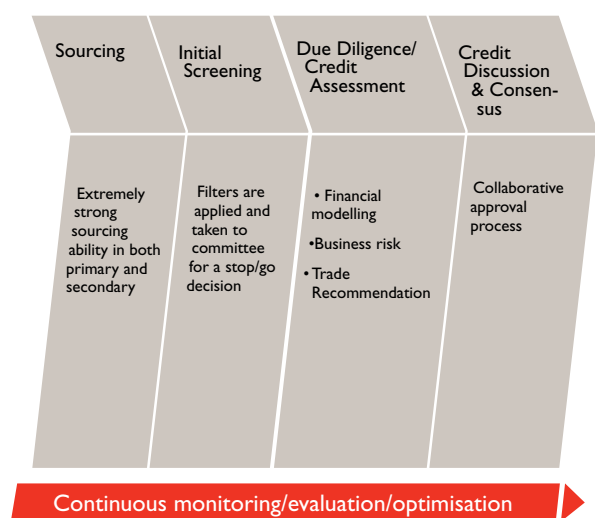 Sourcing
Initial
Screening
Due Diligence/
Credit
Assessment
Credit
Discussion
& Consen-
sus
Extremely
strong
sourcing
ability in both
primary and
secondary
Filters are
applied and
taken to
committee
for a stop/go
decision
• Financial
modelling
•Business risk
• Trade
Recommendation
Collaborative
approval
process
Continuous monitoring/evaluation/optimisation